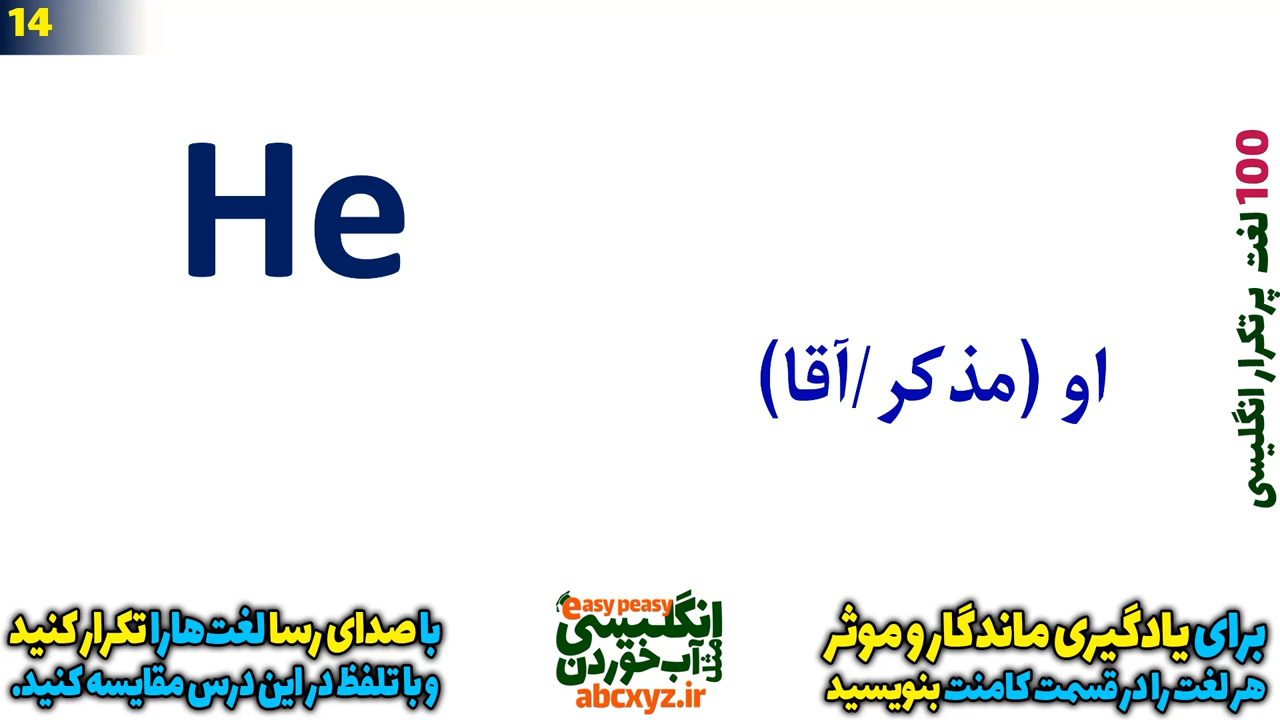 14
He
او (مذکر/آقا)
100 لغت پرتکرار انگلیسی
برای یادگیری ماندگار و موثر
هر لغت را در قسمت کامنت بنویسید
easy peasy
انگلیسی
مثل آب خوردن
abcxyz.ir
با صدای رسا لغت‌ها را تکرار کنید
و با تلفظ در این درس مقایسه کنید.